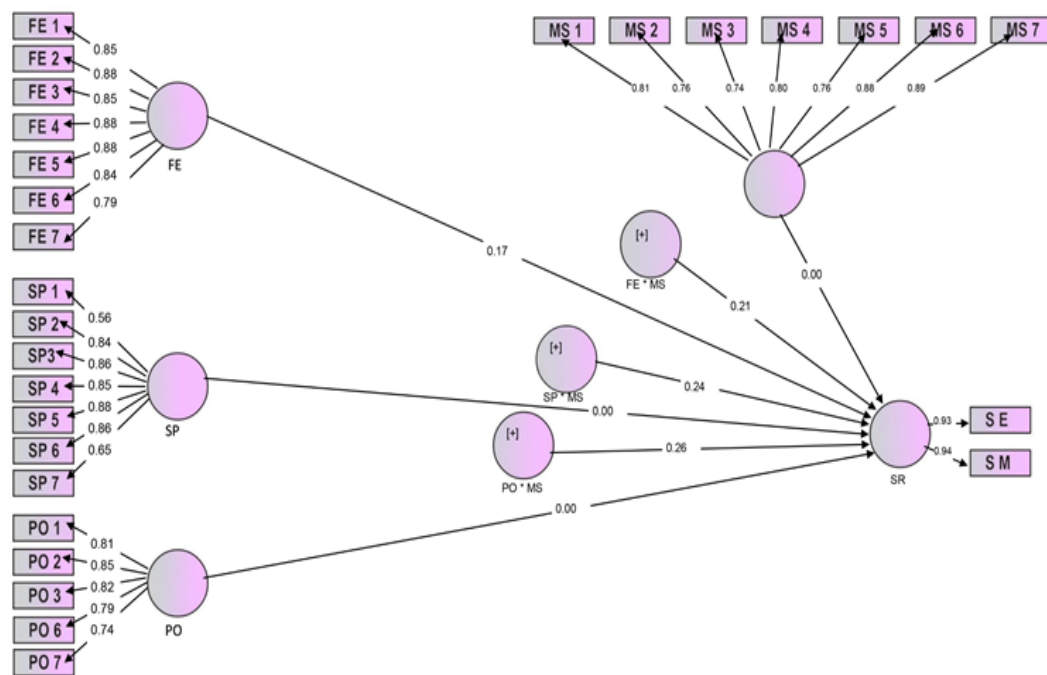 FE 1
FE 2
FE 3
FE 4
FE 5
FE 6
FE 7
0.85
0.88
0.85
0.88
0.88
0.84
0.79
FE
MS 1
MS 2
MS 3
MS 4
MS 5
MS 6
MS 7
0.81
0.76
0.74
0.80
0.76
0.88
0.89
0.17
[+]
FE * MS
0.00
0.21
SP 1
SP 2
SP3
SP 4
SP 5
SP 6
SP 7
0.56
0.84
0.86
0.85
0.88
0.86
0.65
SP
[+]
SP * MS
0.24
0.00
[+]
PO * MS
0.26
0.00
SR
0.93
0.94
S E
S M
PO 1
PO 2
PO 3
PO 6
PO 7
0.81
0.85
0.82
0.79
0.74
PO